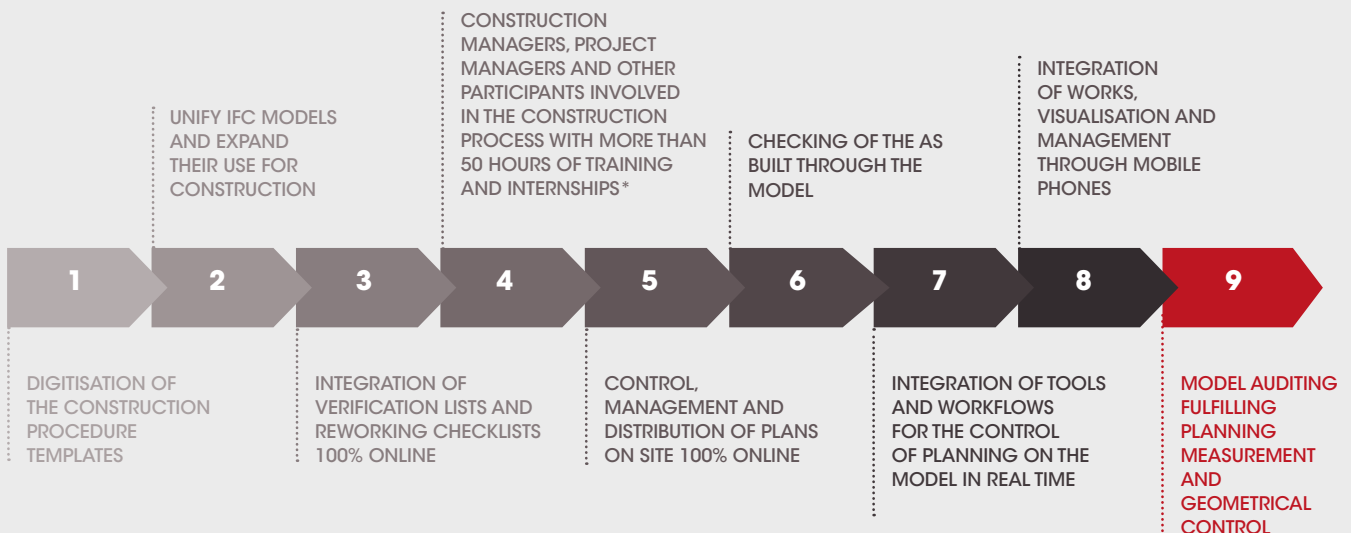 CONSTRUCTION
MANAGERS, PROJECT
MANAGERS AND OTHER
PARTICIPANTS INVOLVED
IN THE CONSTRUCTION
PROCESS WITH MORE THAN
50 HOURS OF TRAINING
AND INTERNSHIPS*
UNIFY IFC MODELS
AND EXPAND
THEIR USE FOR
CONSTRUCTION
CHECKING OF THE AS
BUILT THROUGH THE
MODEL
INTEGRATION
OF WORKS,
VISUALISATION AND
MANAGEMENT
THROUGH MOBILE
PHONES
1 2 3 4 5 6 7 8 9
DIGITISATION OF
THE CONSTRUCTION
PROCEDURE
TEMPLATES
INTEGRATION OF
VERIFICATION LISTS AND
REWORKING CHECKLISTS
100% ONLINE
CONTROL,
MANAGEMENT AND
DISTRIBUTION OF PLANS
ON SITE 100% ONLINE
INTEGRATION OF TOOLS
AND WORKFLOWS
FOR THE CONTROL
OF PLANNING ON THE
MODEL IN REAL TIME
MODEL AUDITING
FULFILLING
PLANNING
MEASUREMENT
AND
GEOMETRICAL
CONTROL